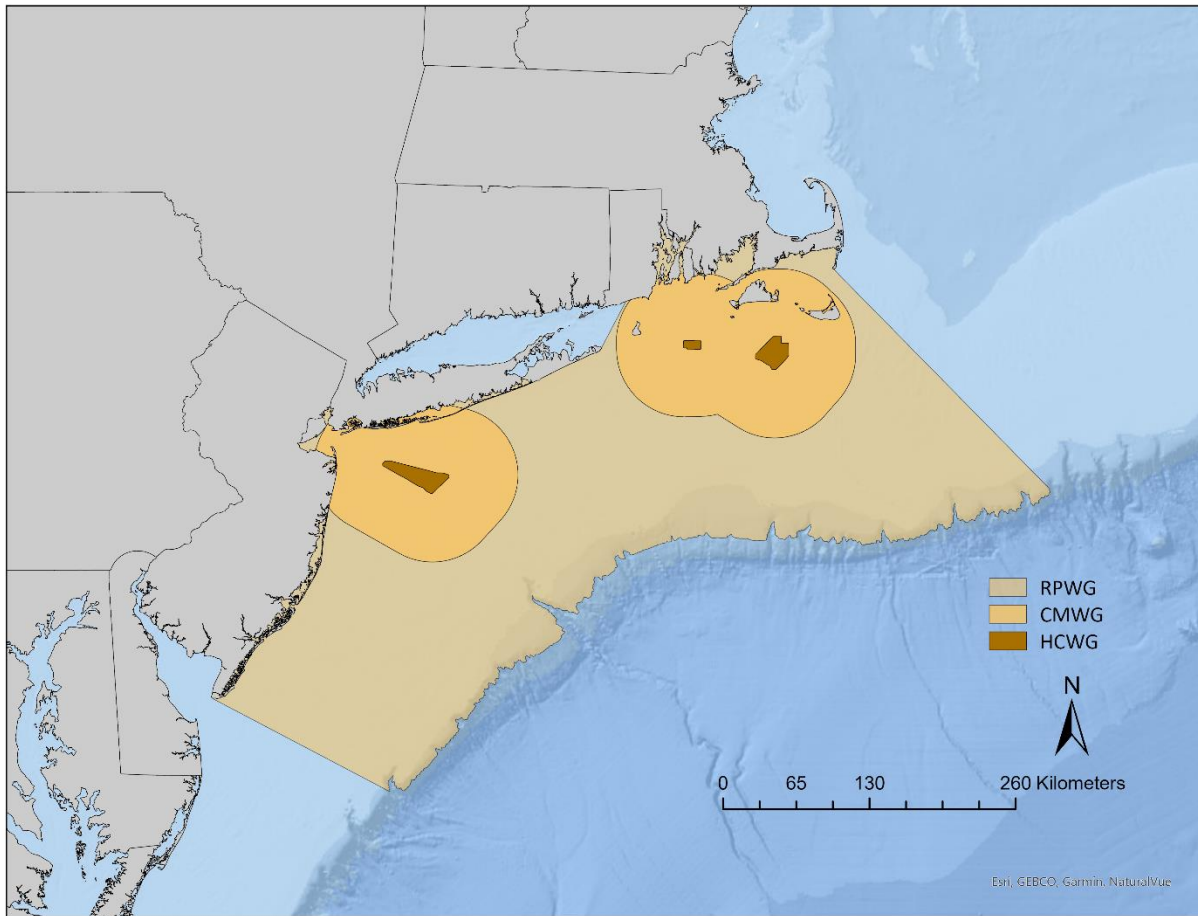 RPWG
CMWG
HCWG
N
0 65 130 260 Kilometers
Esri, GEBCO, Garmin, NaturalVue